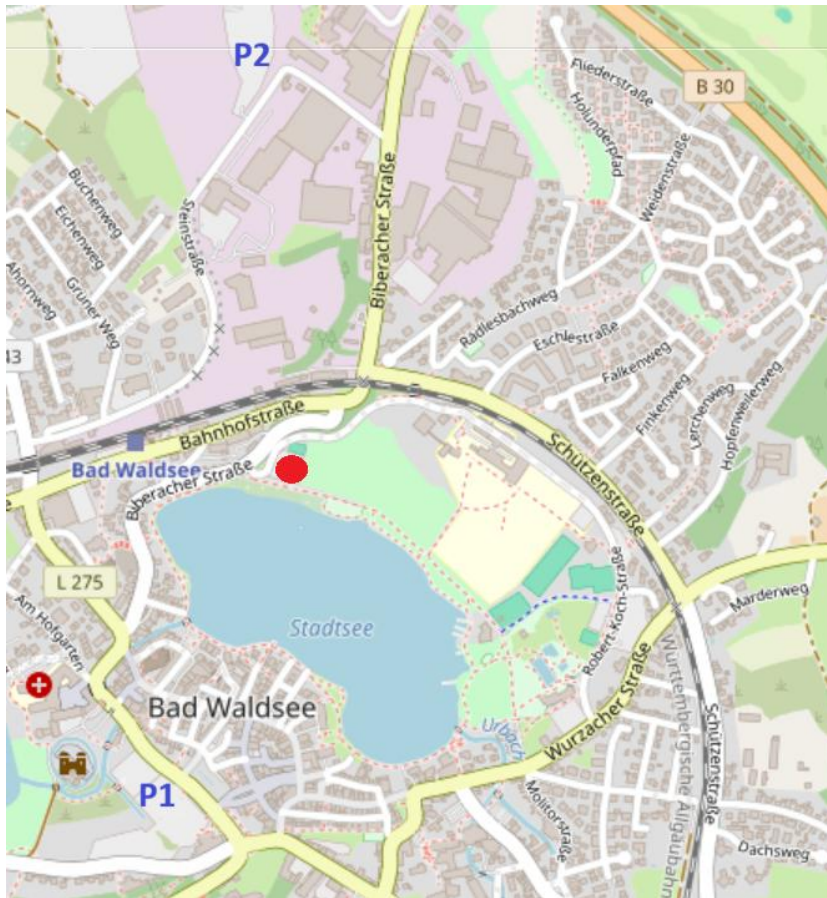 P2
Fliederstraße
B 30
Holunderpfad
Weidenstraße
Biberacher Straße
Buchenweg
Eichenweg
Steinstraße
Ahornweg
Grüner Weg
Radlesbachweg
Eschlestraße
43
Falkenweg
Finkenweg
Lerchenweg
Hopfenweilerweg
Bahnhofstraße
Schützenstraße
Bad Waldsee
Biberacher Straße
e
L 275
Am Hofgarten
Stadtsee
Robert-Koch-Straße
Marderweg
Bad Waldsee
Urbach
Wurzacher Straße
Württembergische Allgäubahn
Schützenstraße
P1
Molitorstraße
Dachsweg